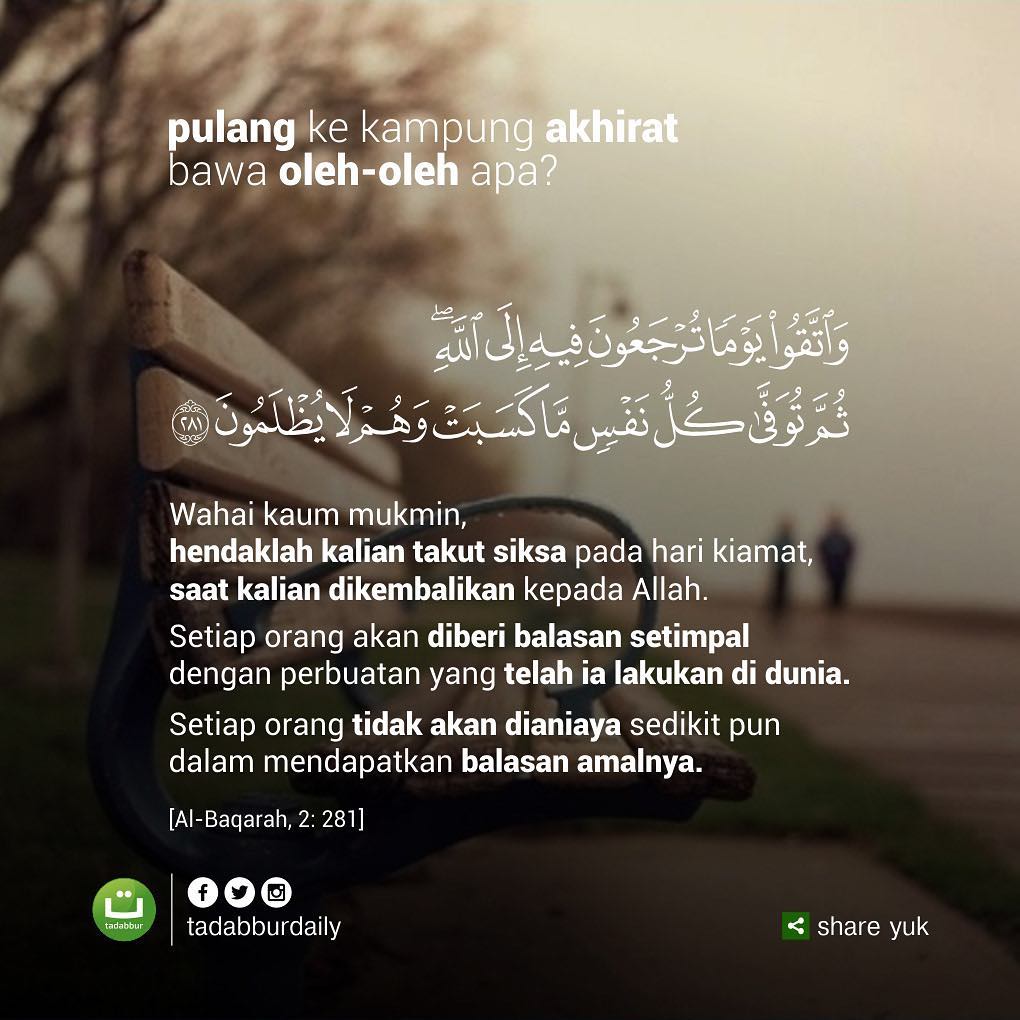 pulang ke kampung akhirat
bawa oleh-oleh apa?
وَٱتَّقُوا۟ يَوْمًا تُرْجَعُونَ فِيهِ إِلَى ٱللَّهِ ۖ
ثُمَّ تُوَفَّىٰ كُلُّ نَفْسٍ مَّا كَسَبَتْ وَهُمْ لَا يُظْلَمُونَ ٢٨١
Wahai kaum mukmin,
hendaklah kalian takut siksa pada hari kiamat,
saat kalian dikembalikan kepada Allah.
Setiap orang akan diberi balasan setimpal
dengan perbuatan yang telah ia lakukan di dunia.
Setiap orang tidak akan dianiaya sedikit pun
dalam mendapatkan balasan amalnya.
[Al-Baqarah, 2: 281]
ت
tadabbur
tadabburdaily
share yuk